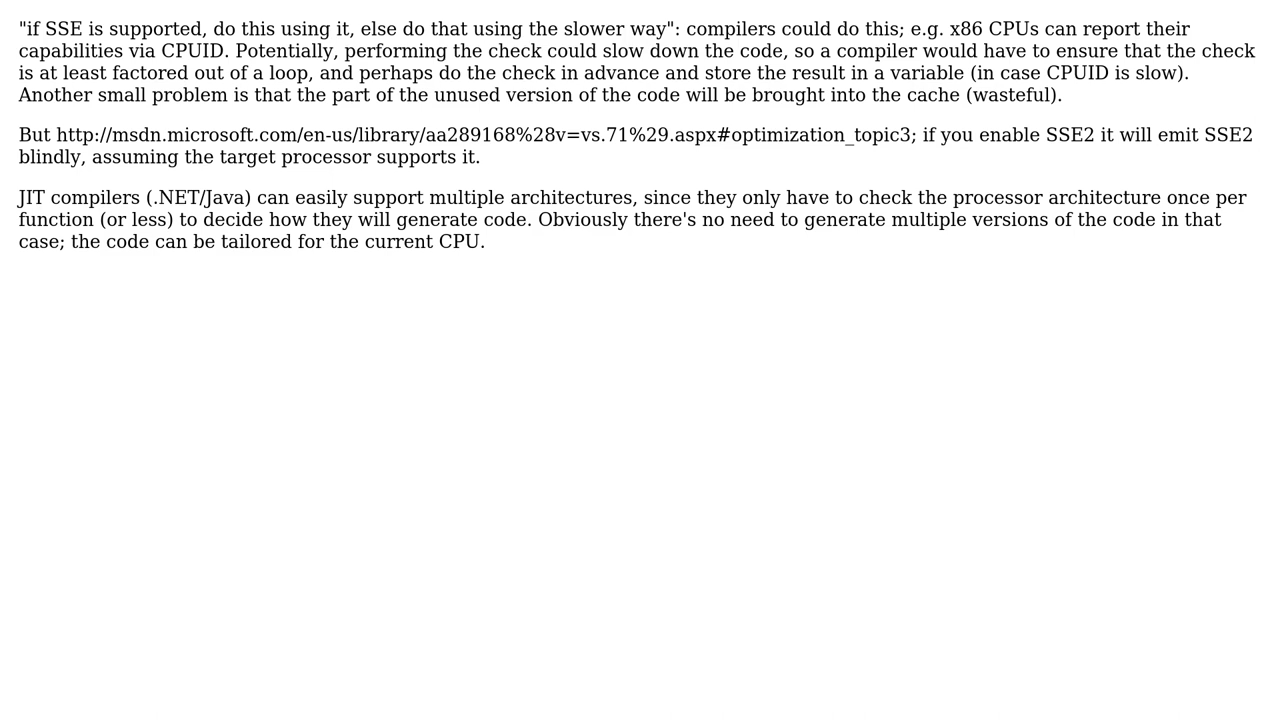 "if SSE is supported, do this using it, else do that using the slower way": compilers could do this; e.g. x86 CPUs can report their
capabilities via CPUID. Potentially, performing the check could slow down the code, so a compiler would have to ensure that the check
is at least factored out of a loop, and perhaps do the check in advance and store the result in a variable (in case CPUID is slow).
Another small problem is that the part of the unused version of the code will be brought into the cache (wasteful).
But http://msdn.microsoft.com/en-us/library/aa289168%28v=vs.71%29.aspx#optimization_topic3; if you enable SSE2 it will emit SSE2
blindly, assuming the target processor supports it.
JIT compilers (.NET/Java) can easily support multiple architectures, since they only have to check the processor architecture once per
function (or less) to decide how they will generate code. Obviously there's no need to generate multiple versions of the code in that
case; the code can be tailored for the current CPU.